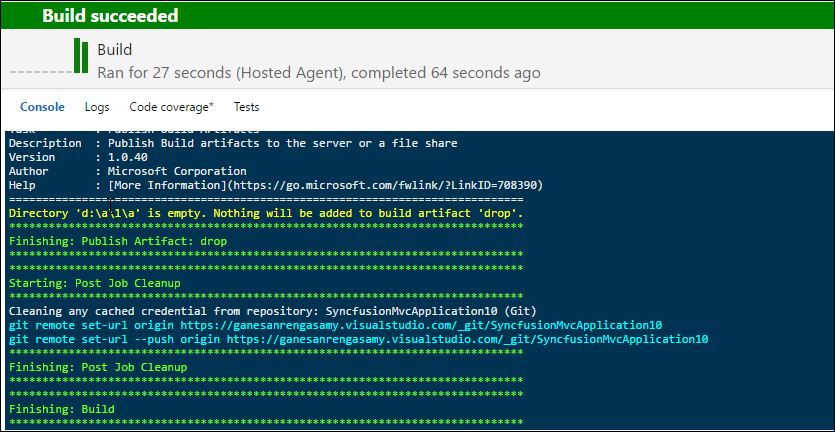 Build succeeded
Build
Ran for 27 seconds (Hosted Agent), completed 64 seconds ago
Console Logs Code coverage* Tests
Task : Publish Build Artifacts
Description : Publish Build artifacts to the server or a file share
Version : 1.0.40
Author : Microsoft Corporation
Help : [More Information](https://go.microsoft.com/fwlink/?LinkID=708390)
==============================================================================
Directory 'd:\a\1\a' is empty. Nothing will be added to build artifact 'drop'.
******************************************************************************
Finishing: Publish Artifact: drop
******************************************************************************
******************************************************************************
Starting: Post Job Cleanup
******************************************************************************
Cleaning any cached credential from repository: SyncfusionMvcApplication10 (Git)
git remote set-url origin https://ganesanrengasamy.visualstudio.com/_git/SyncfusionMvcApplication10
git remote set-url --push origin https://ganesanrengasamy.visualstudio.com/_git/SyncfusionMvcApplication10
******************************************************************************
Finishing: Post Job Cleanup
******************************************************************************
******************************************************************************
Finishing: Build
******************************************************************************